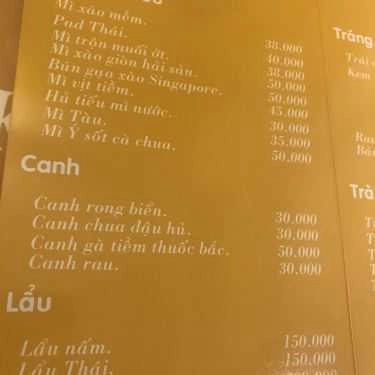 Mì xào mềm. 38.000
Pad Thái. 40.000
Mì trộn muối ớt. 38.000
Mì xào giòn hải sản. 50.000
Bún gạo xào Singapore. 50.000
Mì vịt tiềm. 45.000
Hủ tiếu mì nước. 30.000
Mì Tàu. 35.000
Mì Ý sốt cà chua. 50.000
Canh
Canh rong biển. 30.000
Canh chua đậu hủ. 30.000
Canh gà tiềm thuốc bắc. 50.000
Canh rau. 30.000
Lẩu
Lẩu nấm. 150.000
Lẩu Thái. 150.000
Tráng
Trái
Kem
Rau
Trà